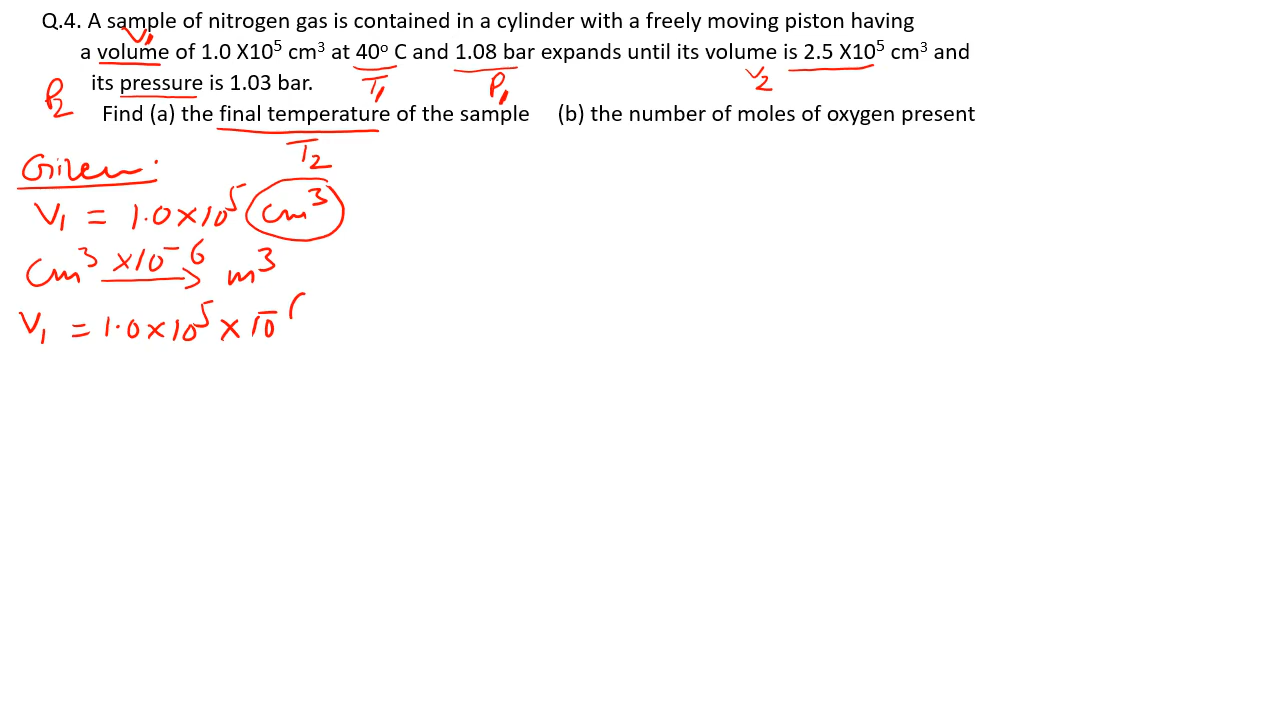 Q.4. A sample of nitrogen gas is contained in a cylinder with a freely moving piston having
V₁
a volume of 1.0 X10⁵ cm³ at 40° C and 1.08 bar expands until its volume is 2.5 X10⁵ cm³ and
T₁ P₁ V₂
its pressure is 1.03 bar.
P₂
Find (a) the final temperature of the sample (b) the number of moles of oxygen present
T₂
Given:
V₁ = 1.0×10⁵ cm³
cm³ ×10⁻⁶ → m³
V₁ = 1.0×10⁵ × 10⁻